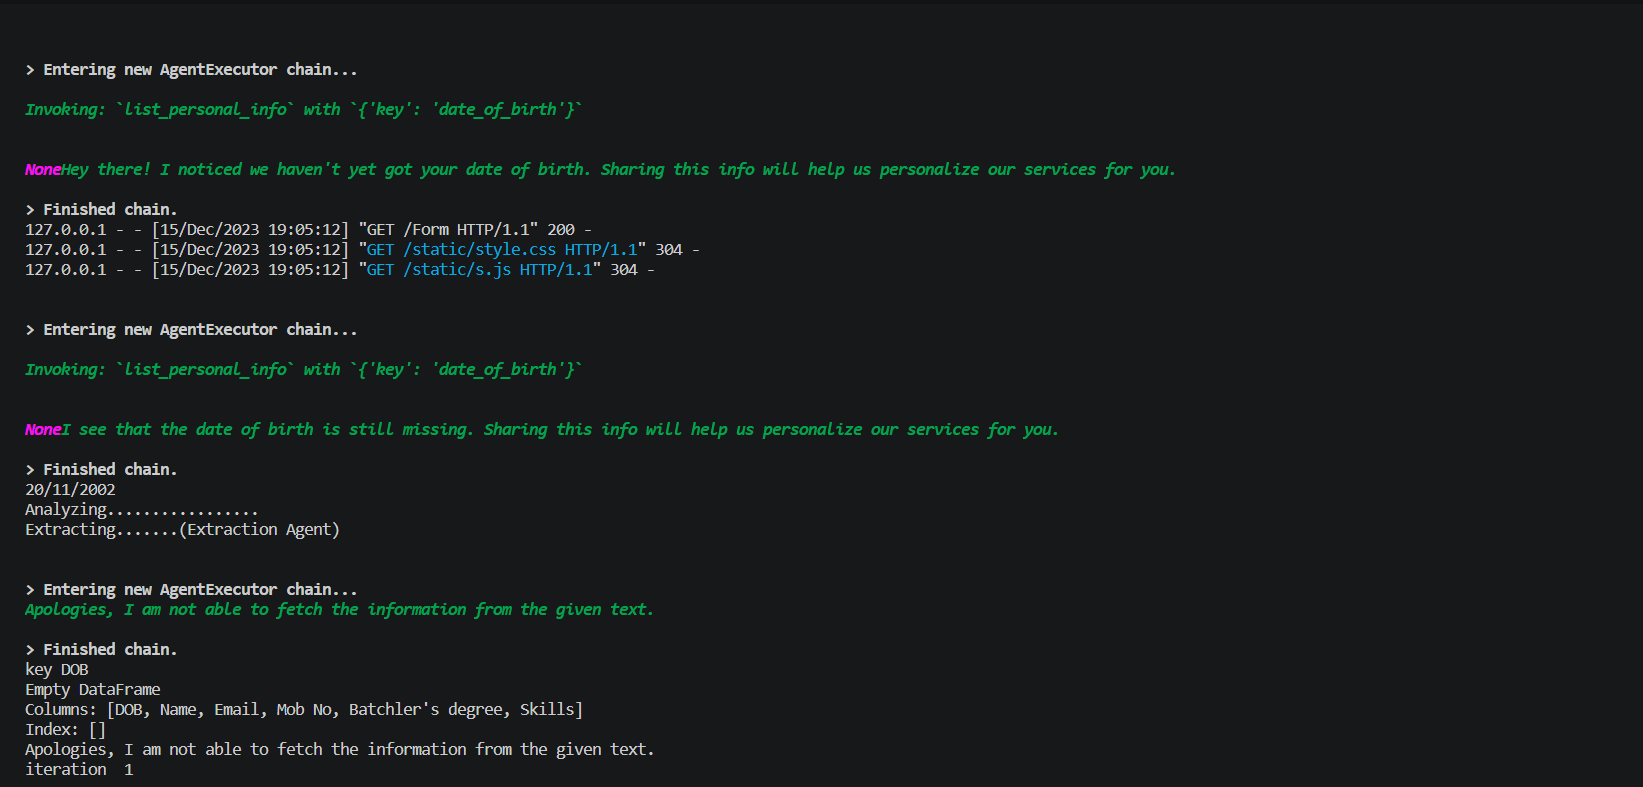 > Entering new AgentExecutor chain...
Invoking: `list_personal_info` with `{'key': 'date_of_birth'}`
NoneHey there! I noticed we haven't yet got your date of birth. Sharing this info will help us personalize our services for you.
> Finished chain.
127.0.0.1 - - [15/Dec/2023 19:05:12] "GET /Form HTTP/1.1" 200 -
127.0.0.1 - - [15/Dec/2023 19:05:12] "GET /static/style.css HTTP/1.1" 304 -
127.0.0.1 - - [15/Dec/2023 19:05:12] "GET /static/s.js HTTP/1.1" 304 -
> Entering new AgentExecutor chain...
Invoking: `list_personal_info` with `{'key': 'date_of_birth'}`
NoneI see that the date of birth is still missing. Sharing this info will help us personalize our services for you.
> Finished chain.
20/11/2002
Analyzing.................
Extracting.......(Extraction Agent)
> Entering new AgentExecutor chain...
Apologies, I am not able to fetch the information from the given text.
> Finished chain.
key DOB
Empty DataFrame
Columns: [DOB, Name, Email, Mob No, Batchler's degree, Skills]
Index: []
Apologies, I am not able to fetch the information from the given text.
iteration  1